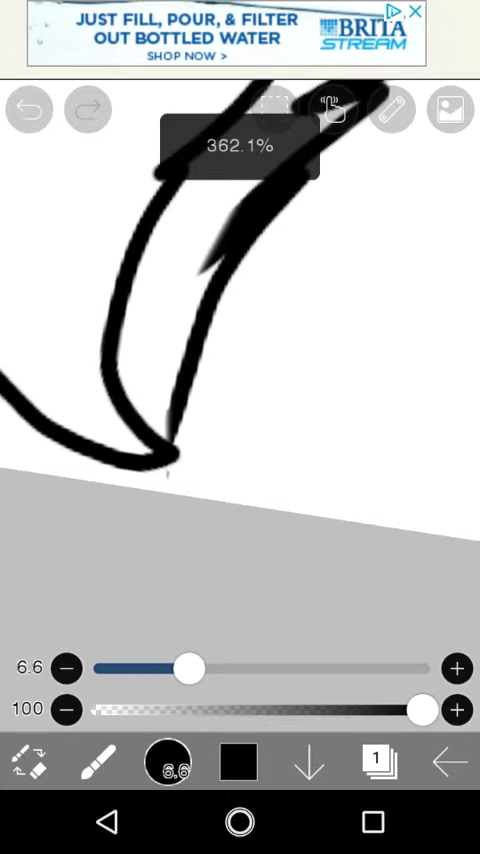 JUST FILL, POUR, & FILTER
OUT BOTTLED WATER
SHOP NOW >
BRITA
STREAM
362.1%
6.6
100
6.6
1